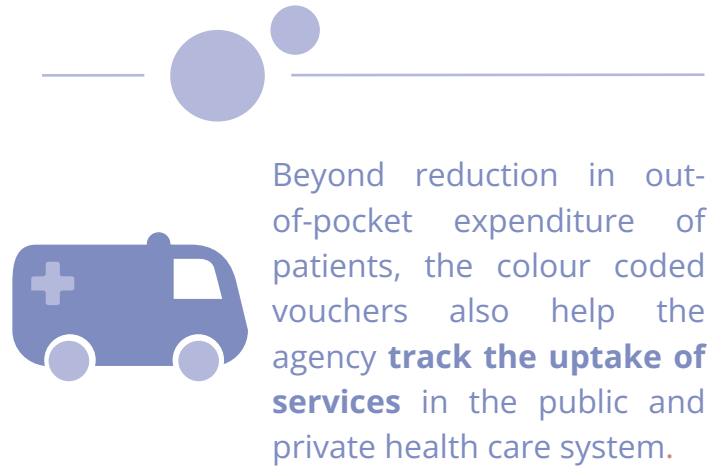 Beyond reduction in out-
of-pocket expenditure of
patients, the colour coded
vouchers also help the
agency track the uptake of
services in the public and
private health care system.